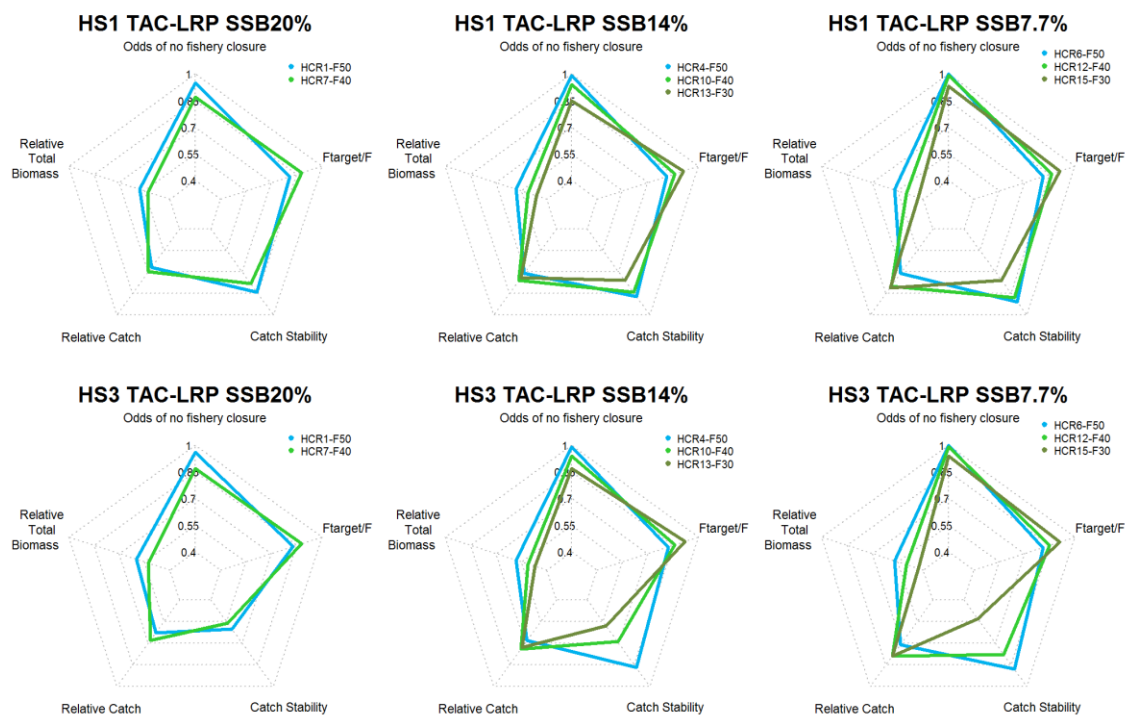 HS1 TAC-LRP SSB20%
Odds of no fishery closure
HCR1-F50
HCR7-F40
1
0.85
0.7
0.55
0.4
Relative
Total
Biomass
Ftarget/F
Relative Catch
Catch Stability
HS1 TAC-LRP SSB14%
Odds of no fishery closure
HCR4-F50
HCR10-F40
HCR13-F30
1
0.85
0.7
0.55
0.4
Relative
Total
Biomass
Ftarget/F
Relative Catch
Catch Stability
HS1 TAC-LRP SSB7.7%
Odds of no fishery closure
HCR6-F50
HCR12-F40
HCR15-F30
1
0.85
0.7
0.55
0.4
Relative
Total
Biomass
Ftarget/F
Relative Catch
Catch Stability
HS3 TAC-LRP SSB20%
Odds of no fishery closure
HCR1-F50
HCR7-F40
1
0.85
0.7
0.55
0.4
Relative
Total
Biomass
Ftarget/F
Relative Catch
Catch Stability
HS3 TAC-LRP SSB14%
Odds of no fishery closure
HCR4-F50
HCR10-F40
HCR13-F30
1
0.85
0.7
0.55
0.4
Relative
Total
Biomass
Ftarget/F
Relative Catch
Catch Stability
HS3 TAC-LRP SSB7.7%
Odds of no fishery closure
HCR6-F50
HCR12-F40
HCR15-F30
1
0.85
0.7
0.55
0.4
Relative
Total
Biomass
Ftarget/F
Relative Catch
Catch Stability